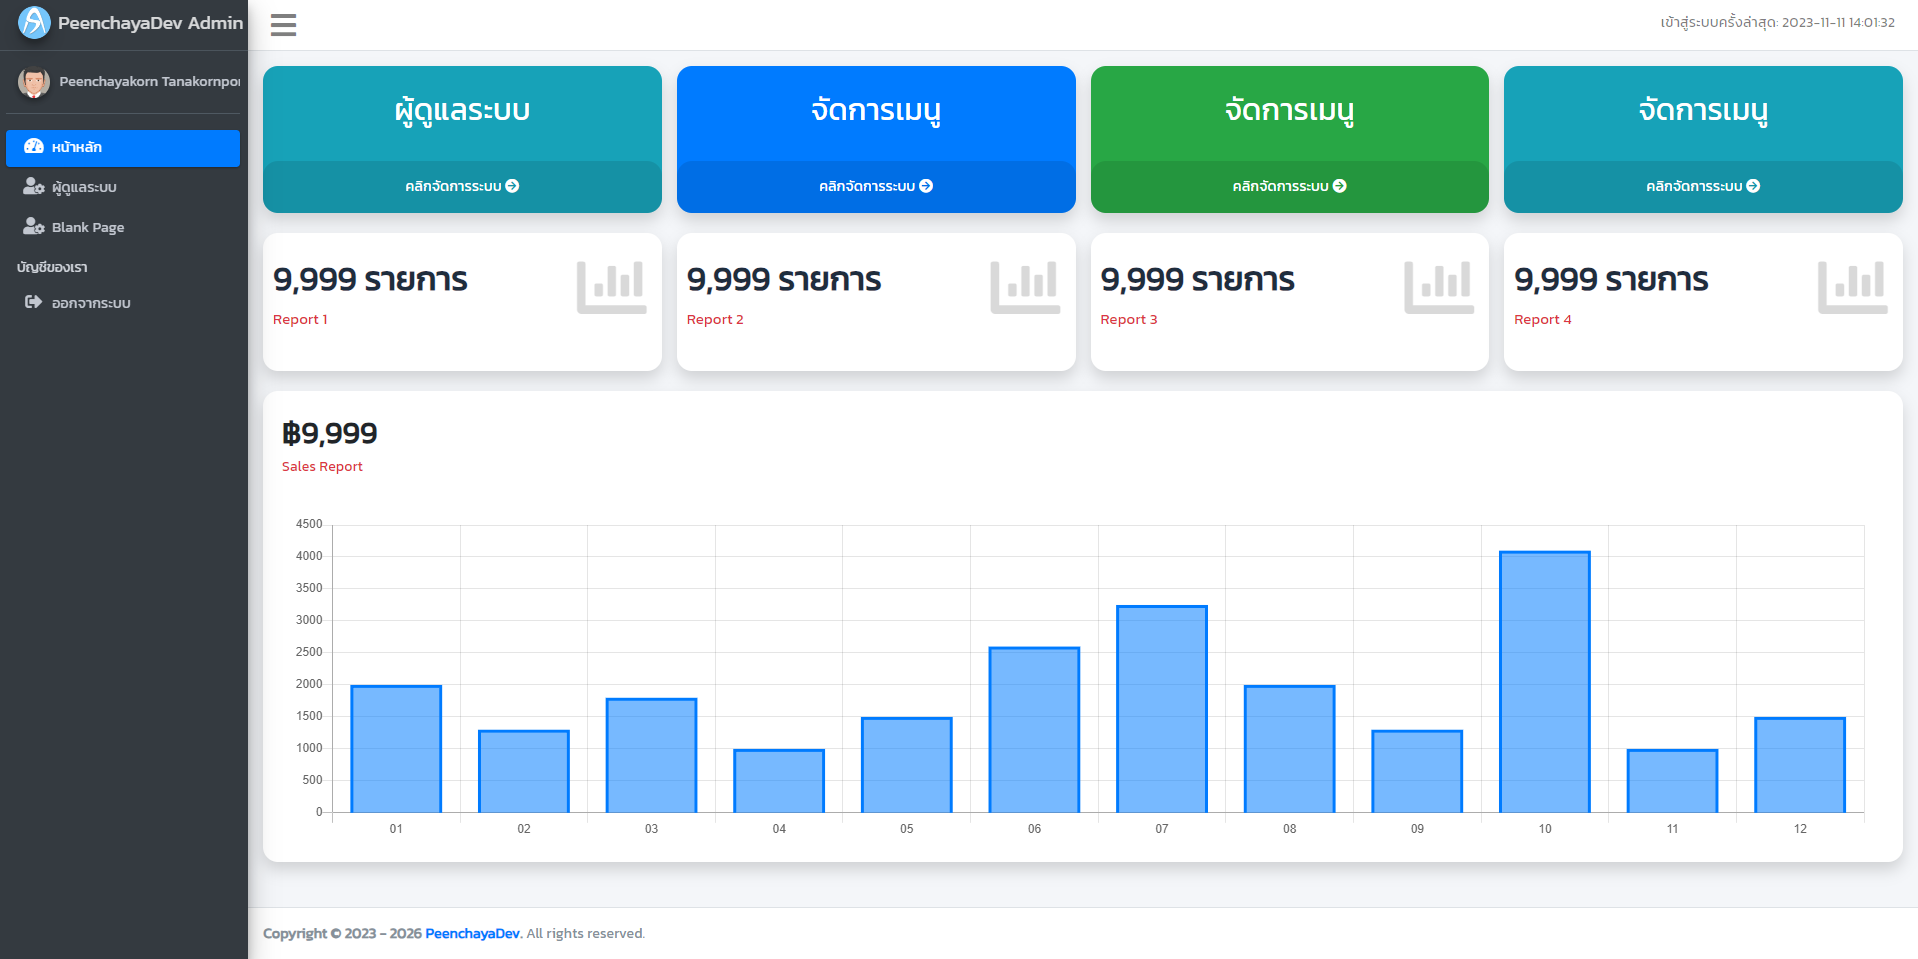 PeenchayaDev Admin
เข้าสู่ระบบครั้งล่าสุด: 2023-11-11 14:01:32
Peenchayakorn Tanakornpor
หน้าหลัก
ผู้ดูแลระบบ
Blank Page
บัญชีของเรา
ออกจากระบบ
ผู้ดูแลระบบ
คลิกจัดการระบบ
จัดการเมนู
คลิกจัดการระบบ
จัดการเมนู
คลิกจัดการระบบ
จัดการเมนู
คลิกจัดการระบบ
9,999 รายการ
Report 1
9,999 รายการ
Report 2
9,999 รายการ
Report 3
9,999 รายการ
Report 4
฿9,999
Sales Report
4500
4000
3500
3000
2500
2000
1500
1000
500
0
01 02 03 04 05 06 07 08 09 10 11 12
Copyright © 2023 - 2026 PeenchayaDev. All rights reserved.